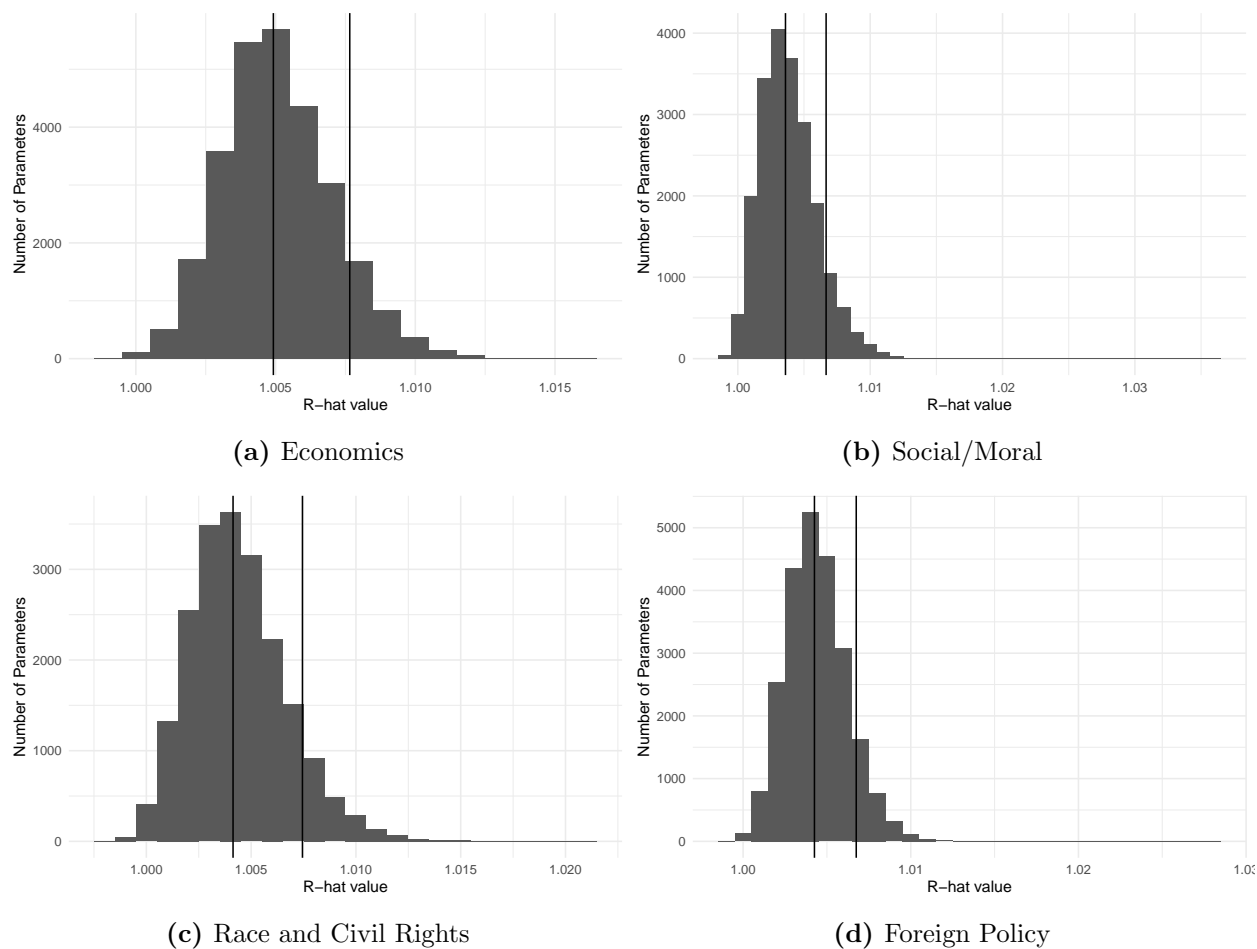 Number of Parameters
4000
2000
0
1.000
1.005
1.010
1.015
R-hat value
(a) Economics
Number of Parameters
4000
3000
2000
1000
0
1.00
1.01
1.02
1.03
R-hat value
(b) Social/Moral
Number of Parameters
3000
2000
1000
0
1.000
1.005
1.010
1.015
1.020
R-hat value
(c) Race and Civil Rights
Number of Parameters
5000
4000
3000
2000
1000
0
1.00
1.01
1.02
1.03
R-hat value
(d) Foreign Policy